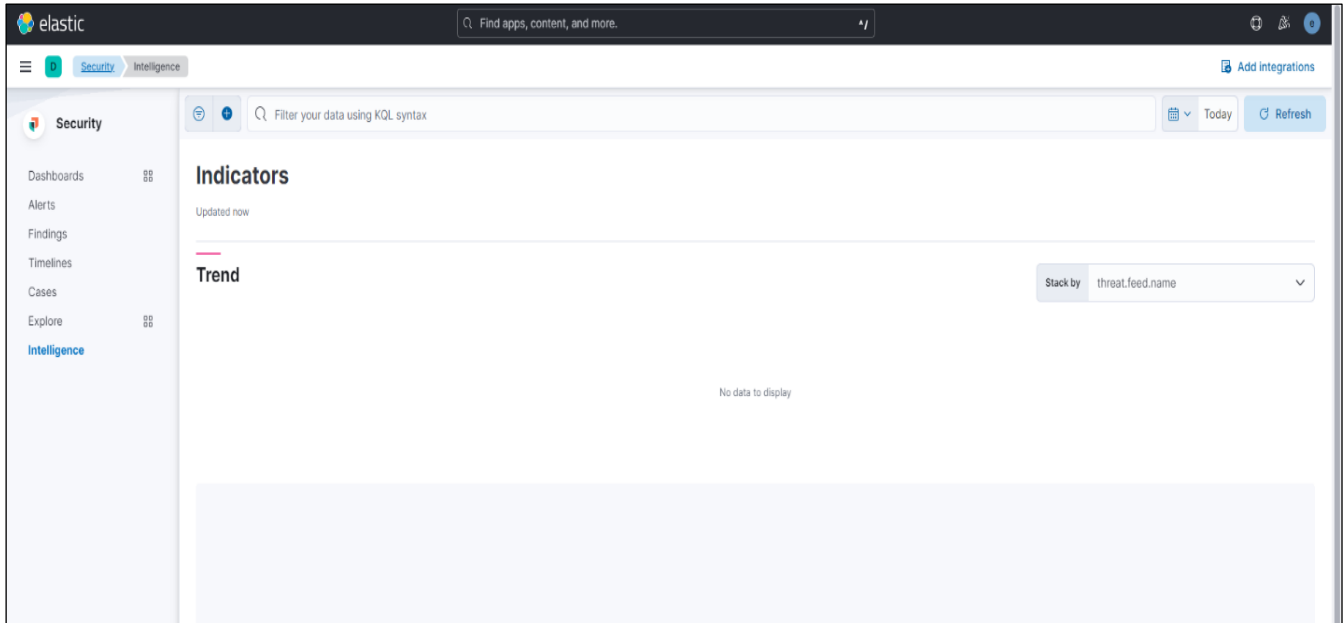 elastic
Find apps, content, and more.
^/
e
D
Security
Intelligence
Add integrations
Security
Filter your data using KQL syntax
Today
Refresh
Dashboards
Alerts
Findings
Timelines
Cases
Explore
Intelligence
Indicators
Updated now
Trend
Stack by
threat.feed.name
No data to display